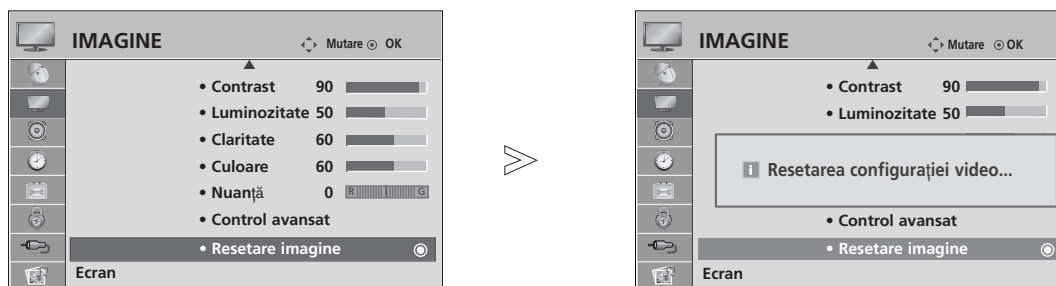 IMAGINE
Mutare OK
• Contrast 90
• Luminozitate 50
• Claritate 60
• Culoare 60
• Nuanță 0 R G
• Control avansat
• Resetare imagine
Ecran
IMAGINE
Mutare OK
• Contrast 90
• Luminozitate 50
i Resetarea configurației video...
• Control avansat
• Resetare imagine
Ecran